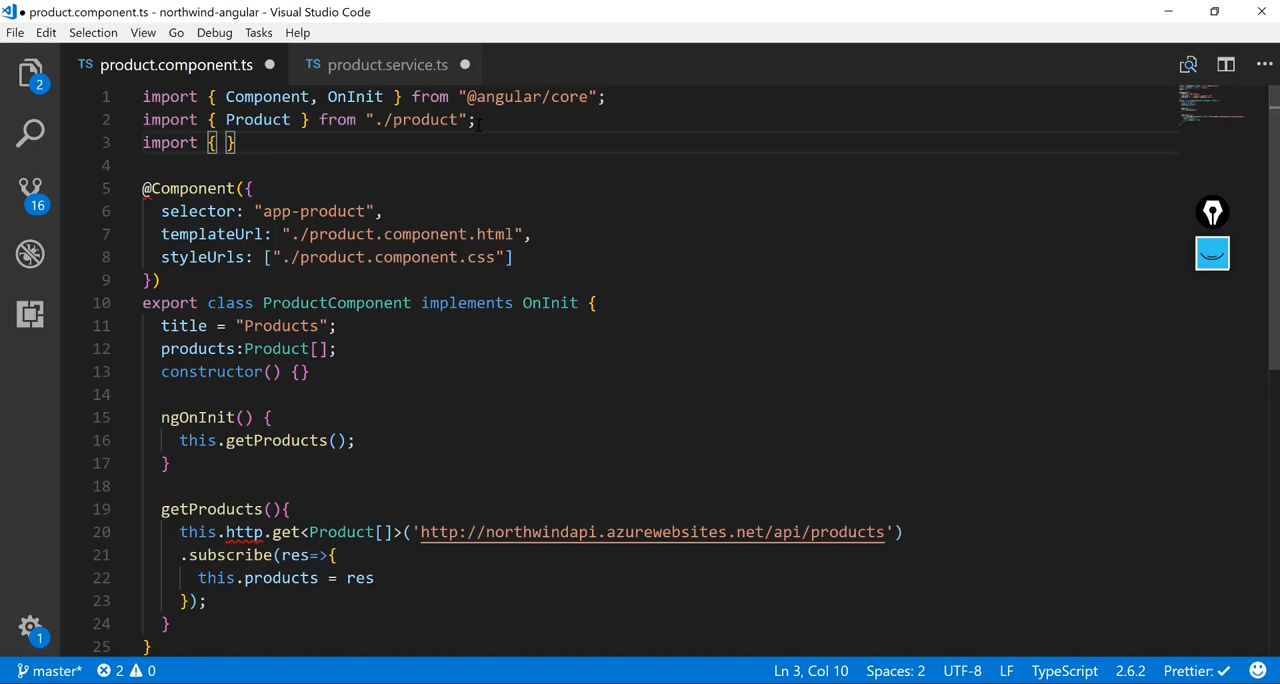 ● product.component.ts - northwind-angular - Visual Studio Code
File Edit Selection View Go Debug Tasks Help
TS product.component.ts ● TS product.service.ts ●
1 import { Component, OnInit } from "@angular/core";
2 import { Product } from "./product";
3 import { }
4
5 @Component({
6 selector: "app-product",
7 templateUrl: "./product.component.html",
8 styleUrls: ["./product.component.css"]
9 })
10 export class ProductComponent implements OnInit {
11 title = "Products";
12 products:Product[];
13 constructor() {}
14
15 ngOnInit() {
16 this.getProducts();
17 }
18
19 getProducts(){
20 this.http.get<Product[]>('http://northwindapi.azurewebsites.net/api/products')
21 .subscribe(res=>{
22 this.products = res
23 });
24 }
25 }
2
16
1
master* 2 0 Ln 3, Col 10 Spaces: 2 UTF-8 LF TypeScript 2.6.2 Prettier: ✓